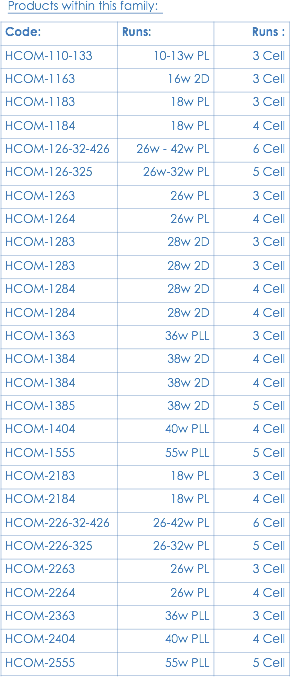 Products within this family:
Code: Runs: Runs :
HCOM-110-133 10-13w PL 3 Cell
HCOM-1163 16w 2D 3 Cell
HCOM-1183 18w PL 3 Cell
HCOM-1184 18w PL 4 Cell
HCOM-126-32-426 26w - 42w PL 6 Cell
HCOM-126-325 26w-32w PL 5 Cell
HCOM-1263 26w PL 3 Cell
HCOM-1264 26w PL 4 Cell
HCOM-1283 28w 2D 3 Cell
HCOM-1283 28w 2D 3 Cell
HCOM-1284 28w 2D 4 Cell
HCOM-1284 28w 2D 4 Cell
HCOM-1363 36w PLL 3 Cell
HCOM-1384 38w 2D 4 Cell
HCOM-1384 38w 2D 4 Cell
HCOM-1385 38w 2D 5 Cell
HCOM-1404 40w PLL 4 Cell
HCOM-1555 55w PLL 5 Cell
HCOM-2183 18w PL 3 Cell
HCOM-2184 18w PL 4 Cell
HCOM-226-32-426 26-42w PL 6 Cell
HCOM-226-325 26-32w PL 5 Cell
HCOM-2263 26w PL 3 Cell
HCOM-2264 26w PL 4 Cell
HCOM-2363 36w PLL 3 Cell
HCOM-2404 40w PLL 4 Cell
HCOM-2555 55w PLL 5 Cell